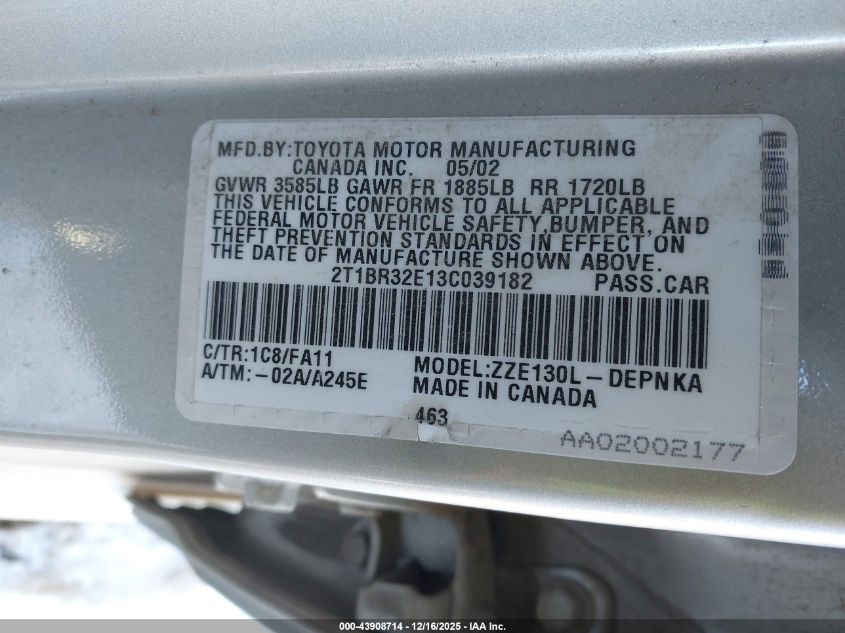 MFD.BY:TOYOTA MOTOR MANUFACTURING
CANADA INC. 05/02
GVWR 3585LB GAWR FR 1885LB RR 1720LB
THIS VEHICLE CONFORMS TO ALL APPLICABLE
FEDERAL MOTOR VEHICLE SAFETY,BUMPER, AND
THEFT PREVENTION STANDARDS IN EFFECT ON
THE DATE OF MANUFACTURE SHOWN ABOVE.
2T1BR32E13C039182 PASS.CAR
C/TR:1C8/FA11
A/TM:-02A/A245E
MODEL:ZZE130L-DEPNKA
MADE IN CANADA
463
AA02002177
000-43908714 - 12/16/2025 - IAA Inc.